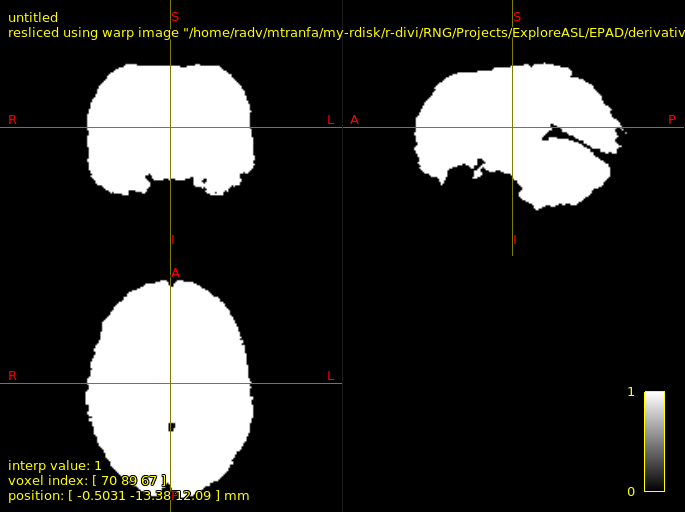 untitled
resliced using warp image "/home/radv/mtranfa/my-rdisk/r-divi/RNG/Projects/ExploreASL/EPAD/derivativ
S
S
R
L
A
P
I
I
A
R
L
1
interp value: 1
voxel index: [ 70 89 67 ]
0
position: [ -0.5031 -13.38 12.09 ] mm
P